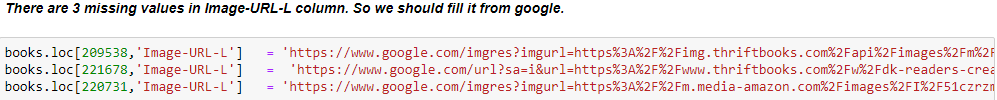 There are 3 missing values in Image-URL-L column. So we should fill it from google.
books.loc[209538,'Image-URL-L'] = 'https://www.google.com/imgres?imgurl=https%3A%2F%2Fimg.thriftbooks.com%2Fapi%2Fimages%2Fm%2F
books.loc[221678,'Image-URL-L'] = 'https://www.google.com/url?sa=i&url=https%3A%2F%2Fwww.thriftbooks.com%2Fw%2Fdk-readers-crea
books.loc[220731,'Image-URL-L'] = 'https://www.google.com/imgres?imgurl=https%3A%2F%2Fm.media-amazon.com%2Fimages%2FI%2F51czrzm